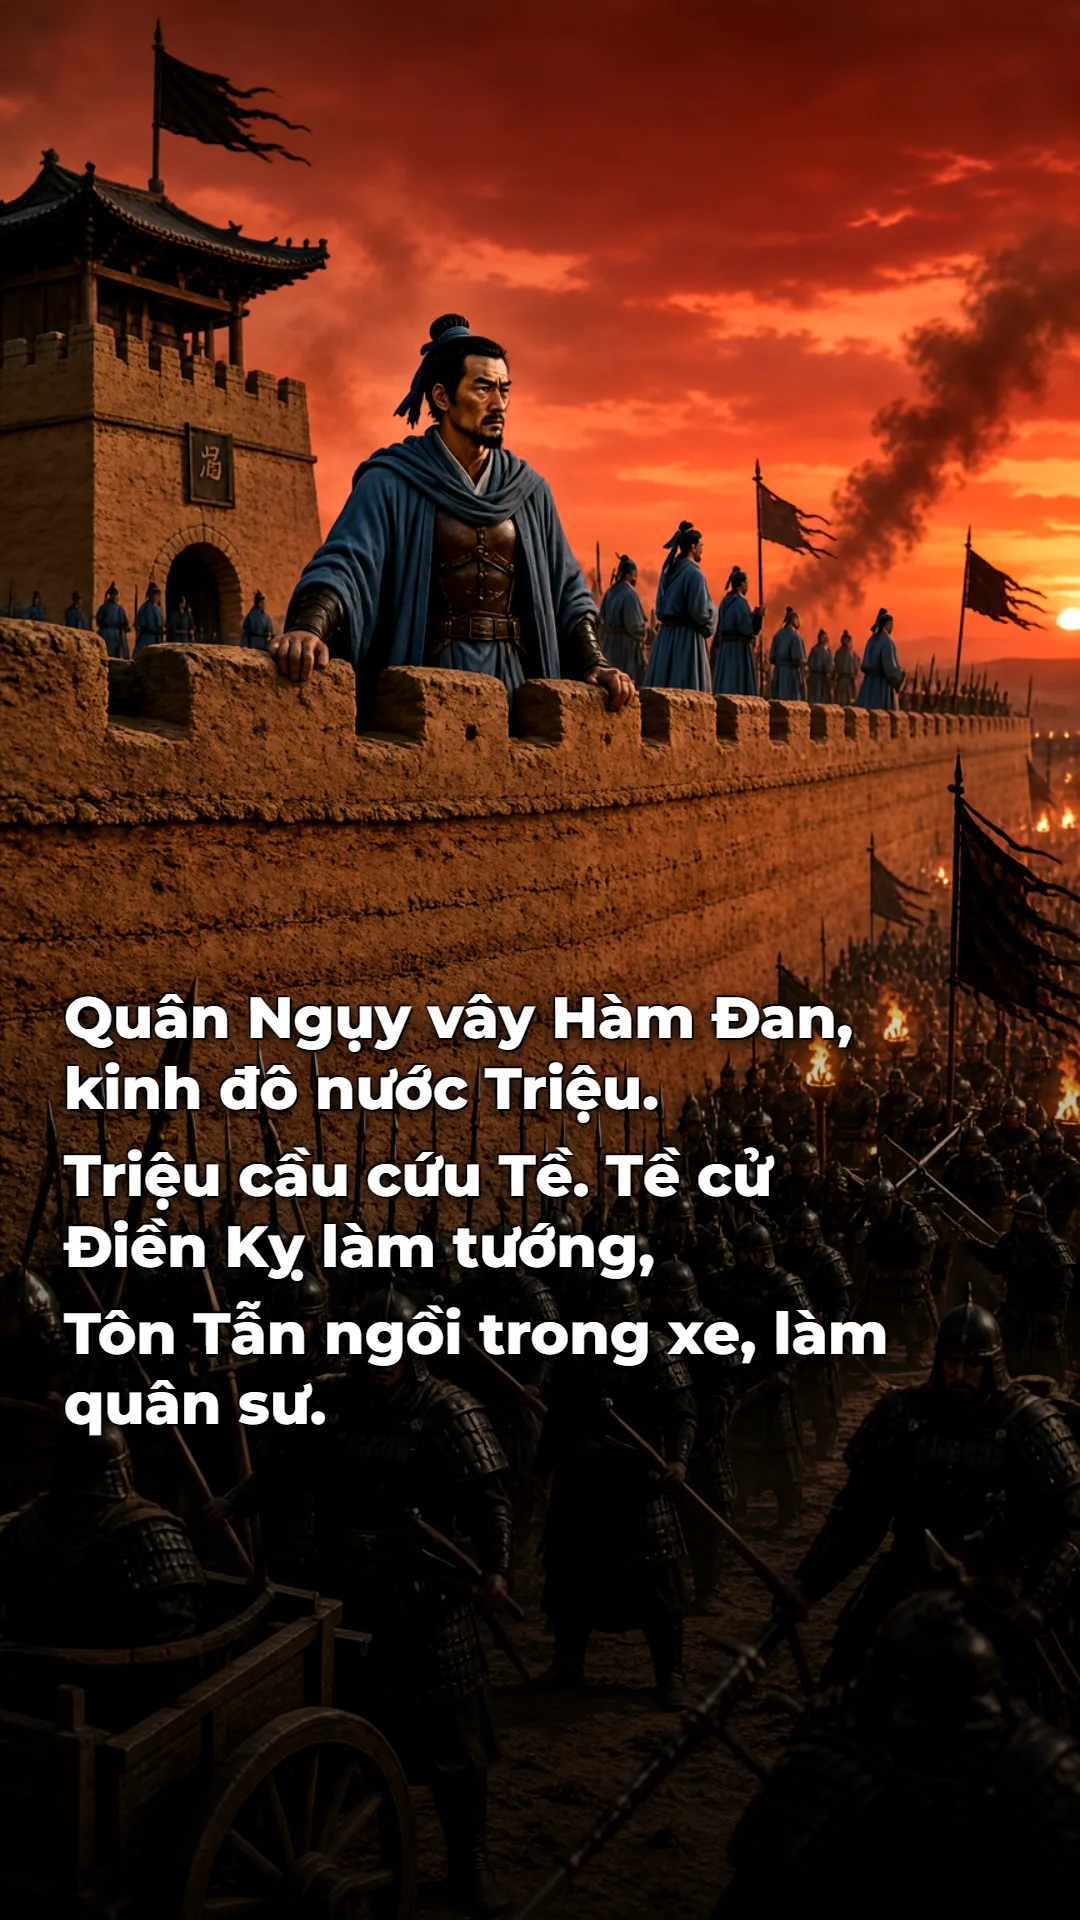 Quân Ngụy vây Hàm Đan,
kinh đô nước Triệu.
Triệu cầu cứu Tề. Tề cử
Điền Kỵ làm tướng,
Tôn Tẫn ngồi trong xe, làm
quân sư.